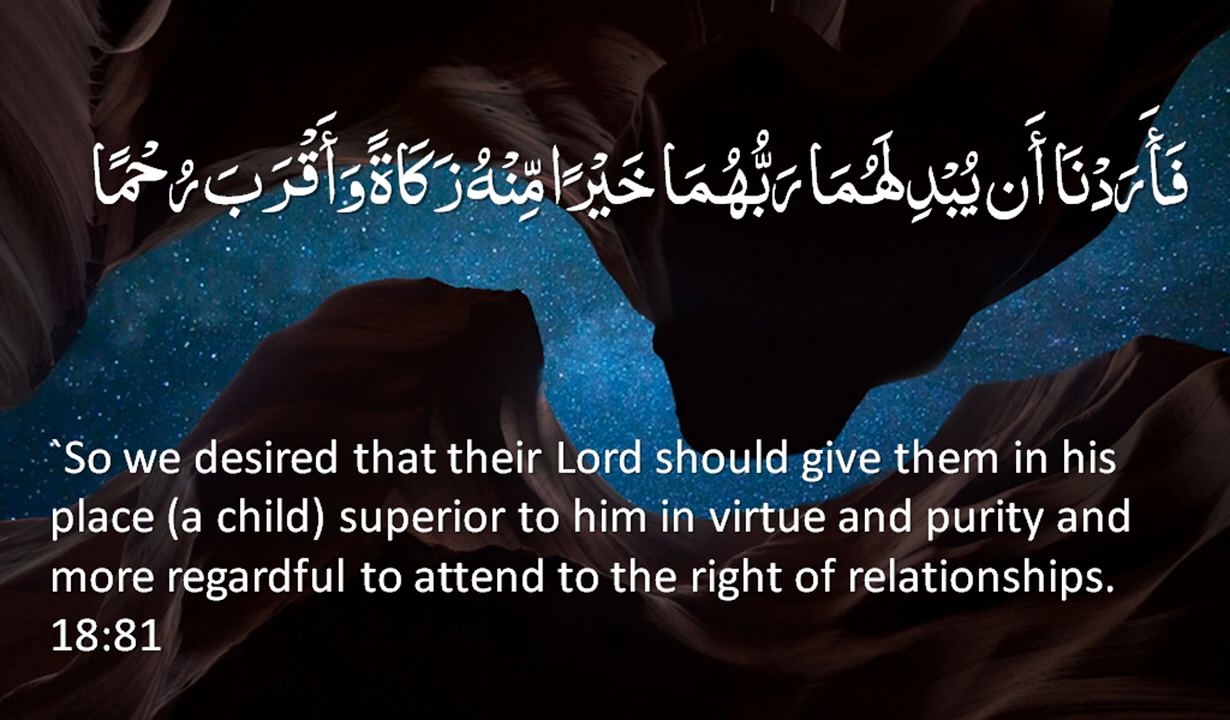 فَأَرَدْنَا أَن يُبْدِلَهُمَا رَبُّهُمَا خَيْرًا مِّنْهُ زَكَاةً وَأَقْرَبَ رُحْمًا
`So we desired that their Lord should give them in his
place (a child) superior to him in virtue and purity and
more regardful to attend to the right of relationships.
18:81